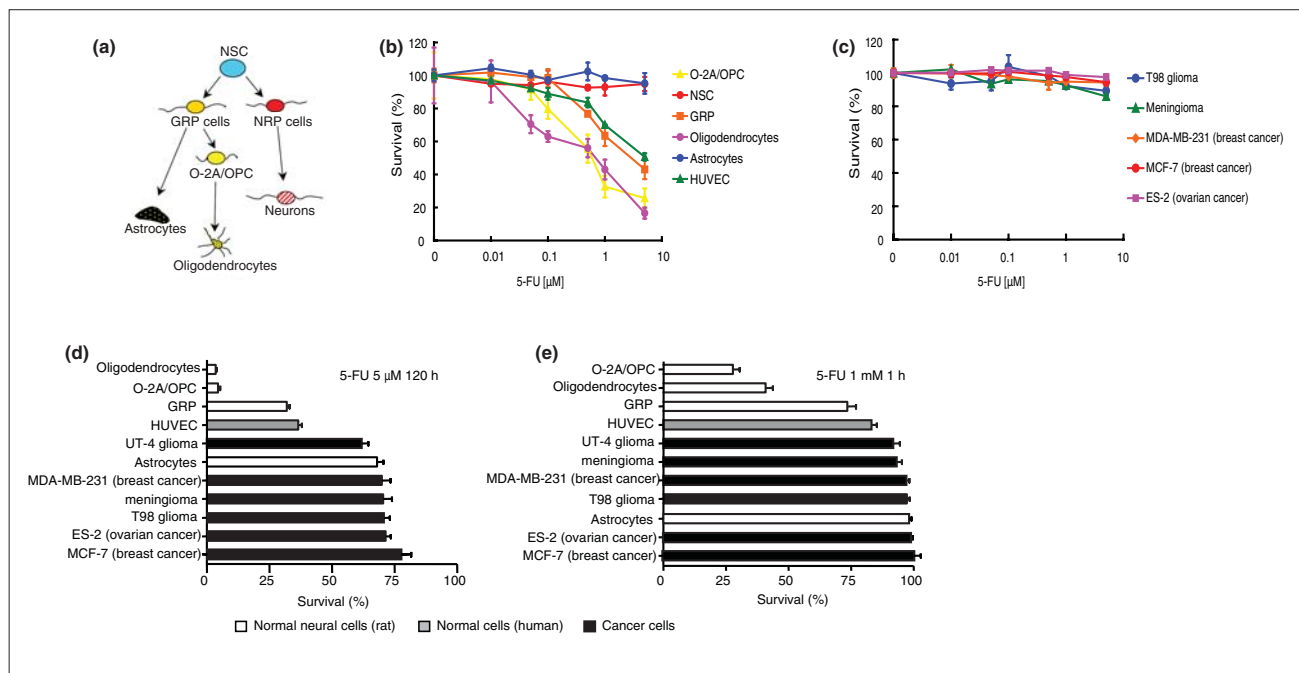 (a)
NSC
GRP cells
NRP cells
O-2A/OPC
Neurons
Astrocytes
Oligodendrocytes
(b)
120
100
80
60
40
20
0
Survival (%)
0
0.01
0.1
1
10
5-FU [µM]
O-2A/OPC
NSC
GRP
Oligodendrocytes
Astrocytes
HUVEC
(c)
120
100
80
60
40
20
0
Survival (%)
0
0.01
0.1
1
10
5-FU [µM]
T98 glioma
Meningioma
MDA-MB-231 (breast cancer)
MCF-7 (breast cancer)
ES-2 (ovarian cancer)
(d)
5-FU 5 µM 120 h
Oligodendrocytes
O-2A/OPC
GRP
HUVEC
UT-4 glioma
Astrocytes
MDA-MB-231 (breast cancer)
meningioma
T98 glioma
ES-2 (ovarian cancer)
MCF-7 (breast cancer)
0
25
50
75
100
Survival (%)
(e)
5-FU 1 mM 1 h
O-2A/OPC
Oligodendrocytes
GRP
HUVEC
UT-4 glioma
meningioma
MDA-MB-231 (breast cancer)
T98 glioma
Astrocytes
ES-2 (ovarian cancer)
MCF-7 (breast cancer)
0
25
50
75
100
Survival (%)
Normal neural cells (rat)
Normal cells (human)
Cancer cells